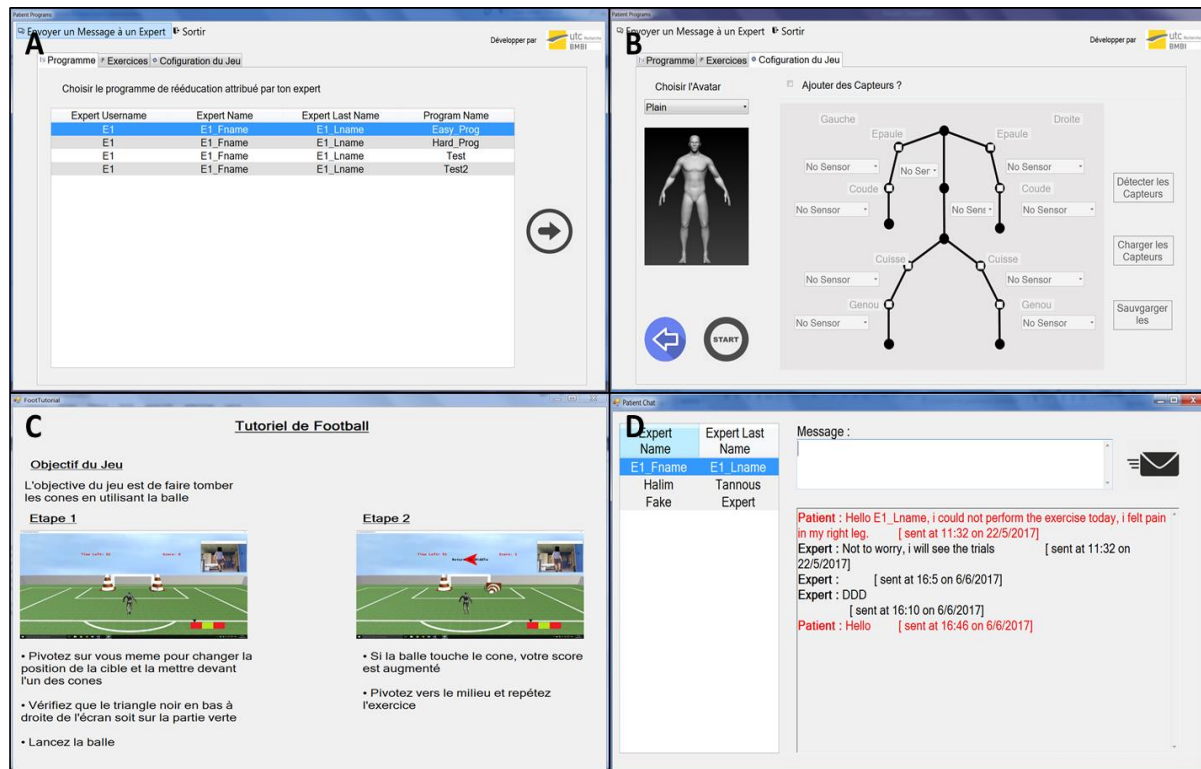 Patient Programs
Envoyer un Message à un Expert Sortir
A
Développer par utc Recherche
BMBI
Programme Exercices Cofiguration du Jeu
Choisir le programme de rééducation attribué par ton expert
Expert Username Expert Name Expert Last Name Program Name
E1 E1_Fname E1_Lname Easy_Prog
E1 E1_Fname E1_Lname Hard_Prog
E1 E1_Fname E1_Lname Test
E1 E1_Fname E1_Lname Test2
Patient Programs
Envoyer un Message à un Expert Sortir
B
Développer par utc Recherche
BMBI
Programme Exercices Cofiguration du Jeu
Choisir l'Avatar
Plain
Ajouter des Capteurs ?
Gauche Droite
Epaule Epaule
No Sensor No Ser No Sensor
Coude Coude
No Sensor No Sens No Sensor
Cuisse Cuisse
No Sensor No Sensor
Genou Genou
No Sensor No Sensor
Détecter les
Capteurs
Charger les
Capteurs
Sauvgarger
les
START
FootTutorial
C
Tutoriel de Football
Objectif du Jeu
L'objective du jeu est de faire tomber
les cones en utilisant la balle
Etape 1
Time Left: Score: 0
• Pivotez sur vous meme pour changer la
position de la cible et la mettre devant
l'un des cones
• Vérifiez que le triangle noir en bas à
droite de l'écran soit sur la partie verte
• Lancez la balle
Etape 2
Time Left: Score:
• Si la balle touche le cone, votre score
est augmenté
• Pivotez vers le milieu et repétez
l'exercice
Patient Chat
D
Expert Name Expert Last Name
E1_Fname E1_Lname
Halim Tannous
Fake Expert
Message :
Patient : Hello E1_Lname, i could not perform the exercise today, i felt pain
in my right leg. [ sent at 11:32 on 22/5/2017]
Expert : Not to worry, i will see the trials [ sent at 11:32 on
22/5/2017]
Expert : [ sent at 16:5 on 6/6/2017]
Expert : DDD
[ sent at 16:10 on 6/6/2017]
Patient : Hello [ sent at 16:46 on 6/6/2017]